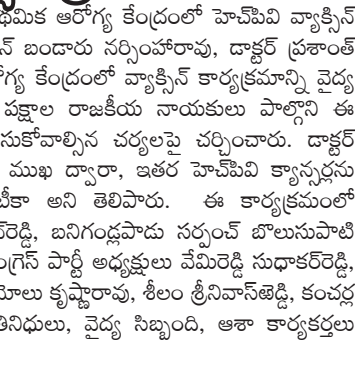 ప్రాథమిక ఆరోగ్య కేంద్రంలో హెచ్‌పివి వ్యాక్సిన్
బండారు నర్సింహారావు, డాక్టర్ ప్రశాంత్
కేంద్రంలో వ్యాక్సిన్ కార్యక్రమాన్ని వైద్య
పక్షాల రాజకీయ నాయకులు పాల్గొని ఈ
చర్యలపై చర్చించారు. డాక్టర్
ముఖ ద్వారా, ఇతర హెచ్‌పివి క్యాన్సర్లను
టీకా అని తెలిపారు. ఈ కార్యక్రమంలో
రెడ్డి, బనిగండ్లపాడు సర్పంచ్ బొలుసుపాటి
పార్టీ అధ్యక్షులు వేమిరెడ్డి సుధాకర్‌రెడ్డి,
కృష్ణారావు, శీలం శ్రీనివాస్‌ఱెడ్డి, కంచర్ల
వైద్య సిబ్బంది, ఆశా కార్యకర్తలు